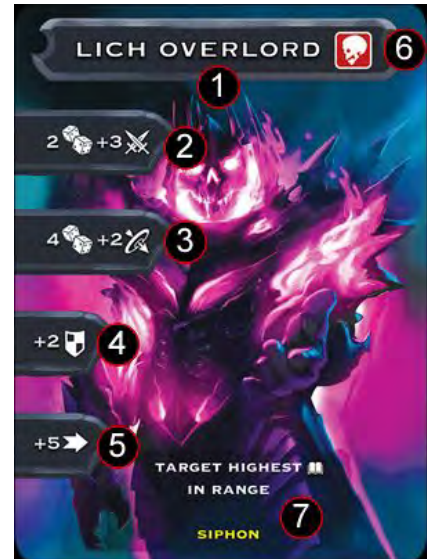 LICH OVERLORD 6
1
2 +3 2
4 +2 3
+2 4
+5 5
TARGET HIGHEST
IN RANGE
7
SIPHON